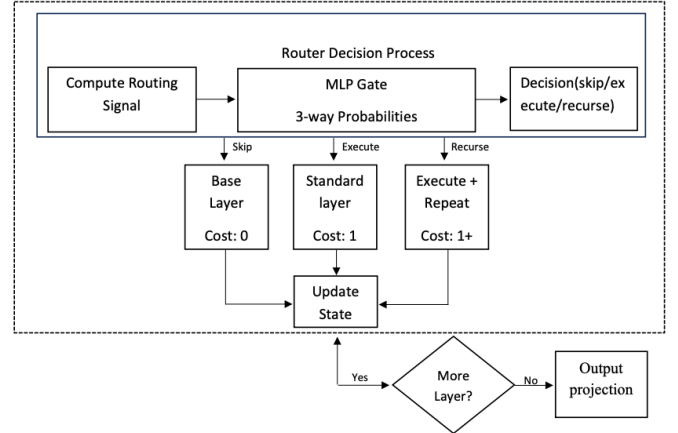 Router Decision Process
Compute Routing
Signal
MLP Gate
3-way Probabilities
Decision(skip/ex
ecute/recurse)
Skip
Execute
Recurse
Base
Layer
Cost: 0
Standard
layer
Cost: 1
Execute +
Repeat
Cost: 1+
Update
State
Yes
More
Layer?
No
Output
projection